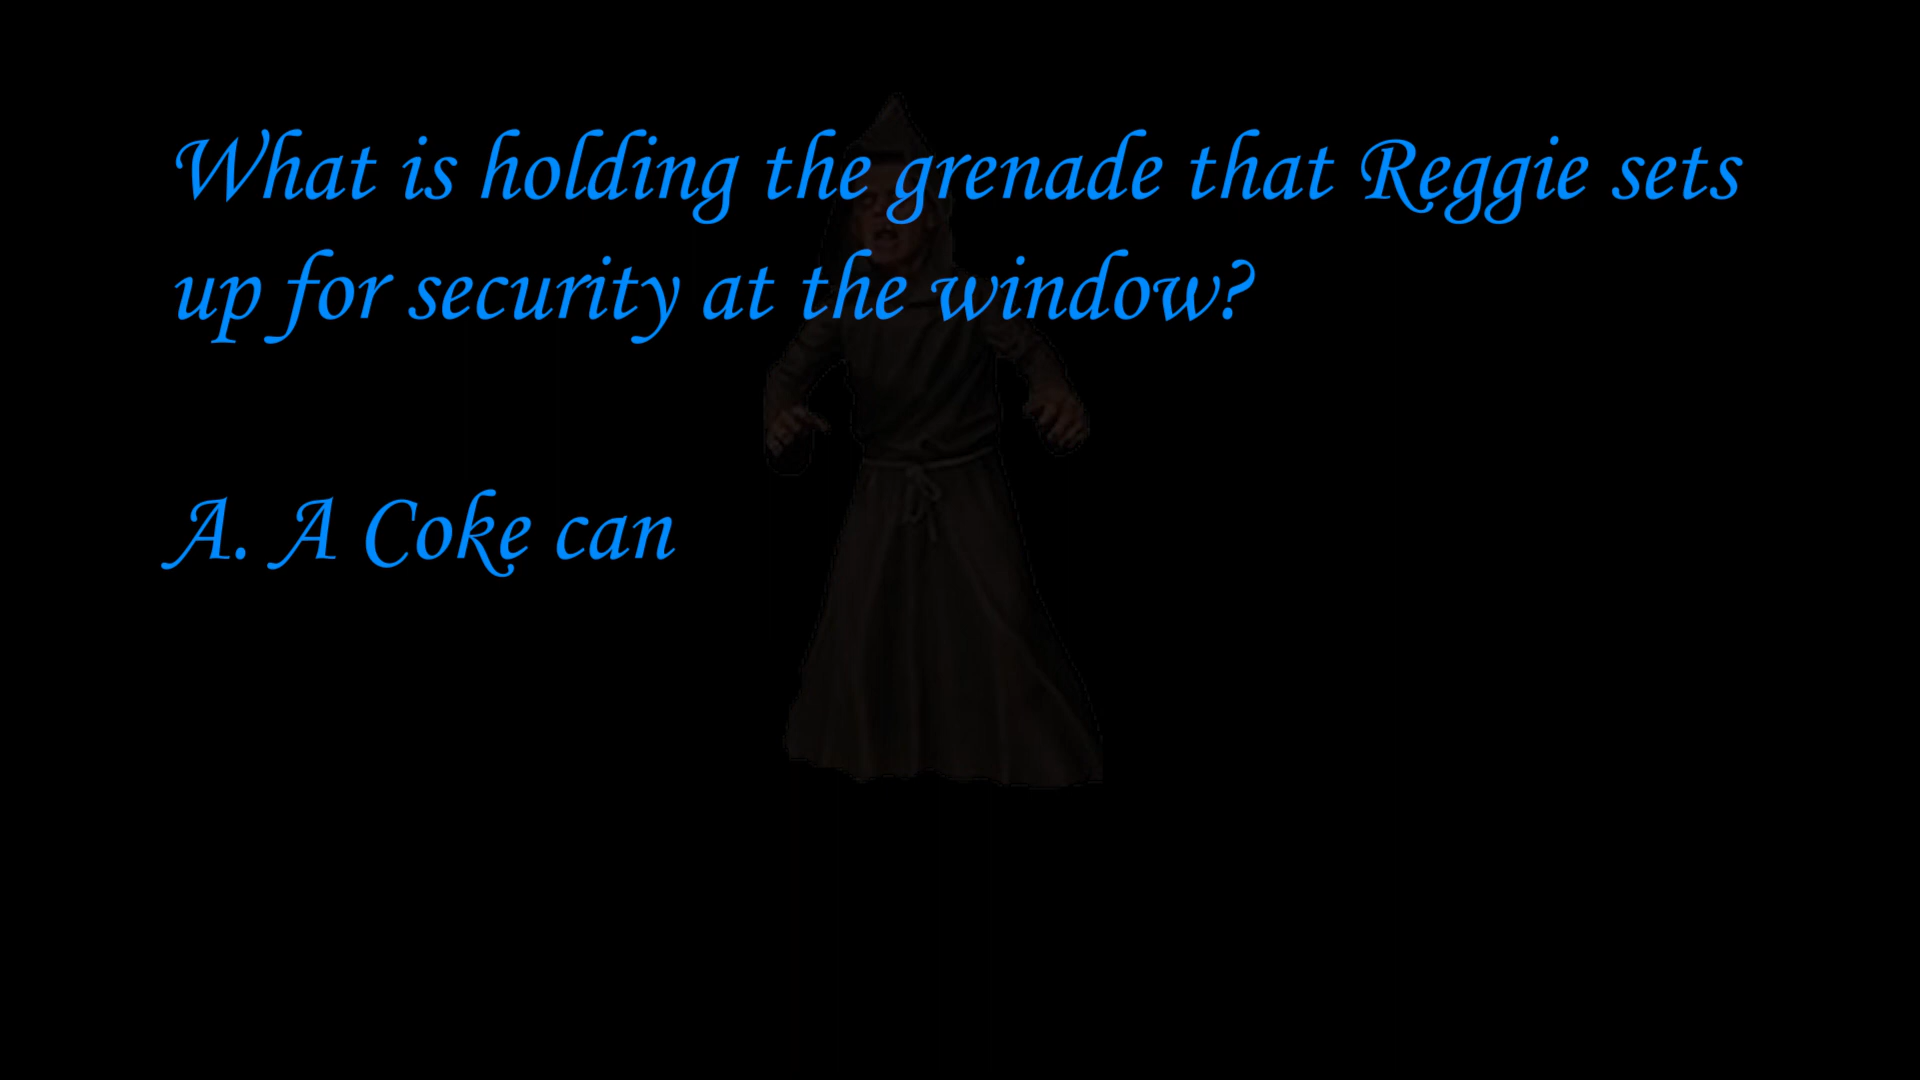 What is holding the grenade that Reggie sets
up for security at the window?
A. A Coke can